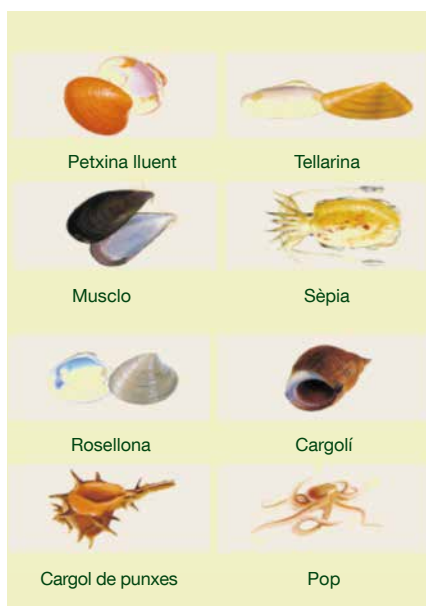 Petxina lluent
Tellarina
Musclo
Sèpia
Rosellona
Cargolí
Cargol de punxes
Pop